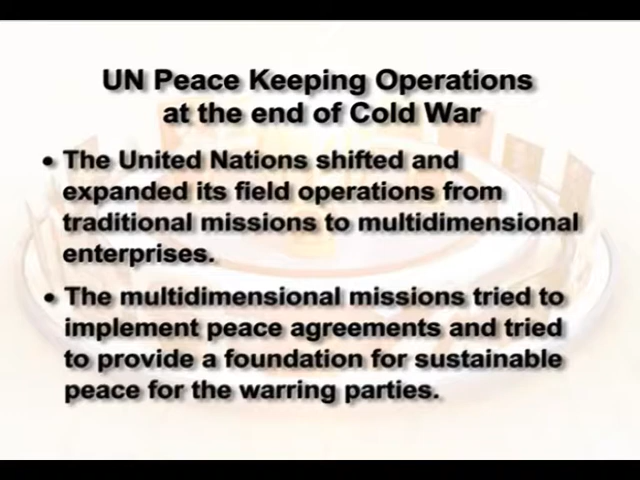 UN Peace Keeping Operations
at the end of Cold War
• The United Nations shifted and
expanded its field operations from
traditional missions to multidimensional
enterprises.
• The multidimensional missions tried to
implement peace agreements and tried
to provide a foundation for sustainable
peace for the warring parties.